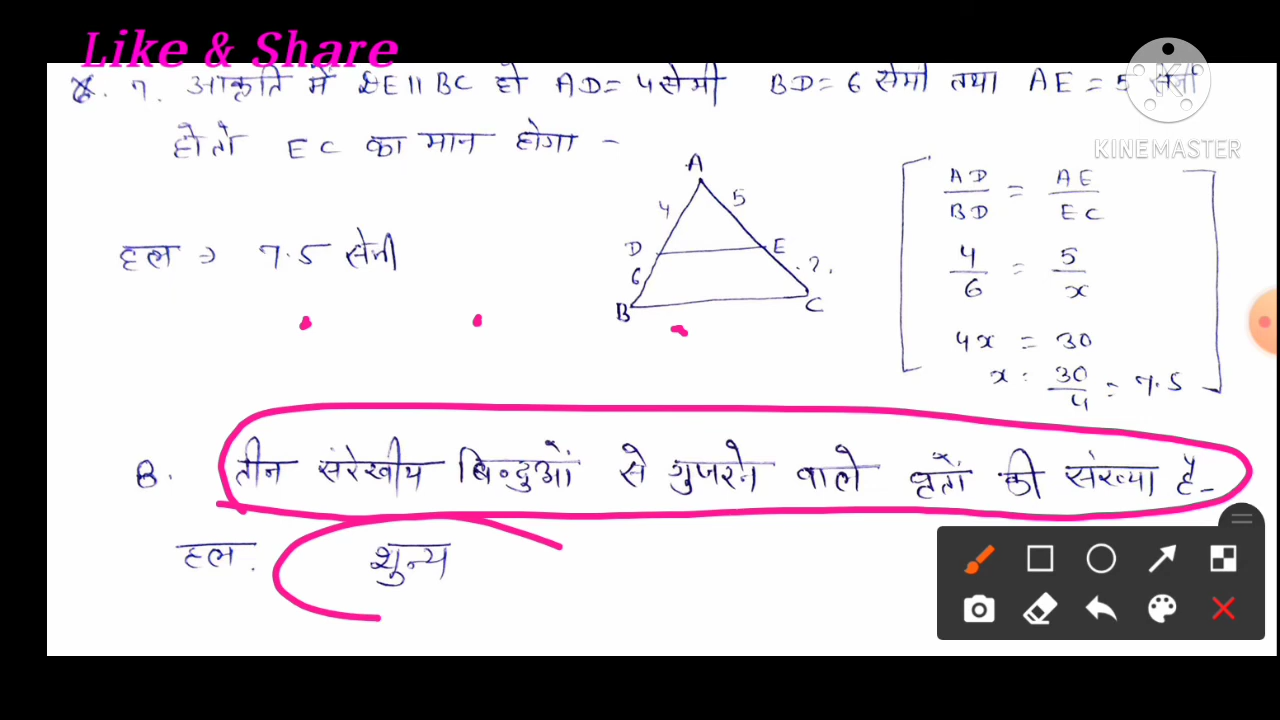 Like & Share
7. आकृति में DE||BC हो AD= 4सेमी BD= 6 सेमी तथा AE = 5 सेमी
हो तो EC का मान होगा -
KINEMASTER
हल ⇒ 7.5 सेमी
A
4 5
D E
6 ?
B C
AD/BD = AE/EC
4/6 = 5/x
4x = 30
x = 30/4 = 7.5
8. तीन संरेखीय बिन्दुओं से गुजरने वाले वृतों की संख्या है-
हल. शुन्य